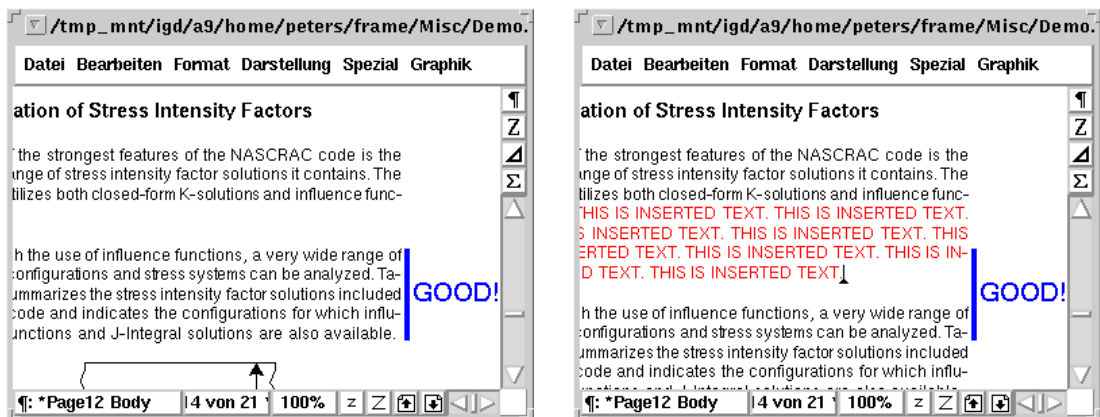 /tmp_mnt/igd/a9/home/peters/frame/Misc/Demo.
Datei Bearbeiten Format Darstellung Spezial Graphik
ation of Stress Intensity Factors
the strongest features of the NASCRAC code is the
nge of stress intensity factor solutions it contains. The
tilizes both closed-form K-solutions and influence func-
h the use of influence functions, a very wide range of
configurations and stress systems can be analyzed. Ta-
ummarizes the stress intensity factor solutions included
code and indicates the configurations for which influ-
unctions and J-Integral solutions are also available.
GOOD!
¶
Z
Σ
¶: *Page12 Body 14 von 21 * 100% z Z
/tmp_mnt/igd/a9/home/peters/frame/Misc/Demo.
Datei Bearbeiten Format Darstellung Spezial Graphik
ation of Stress Intensity Factors
the strongest features of the NASCRAC code is the
nge of stress intensity factor solutions it contains. The
tilizes both closed-form K-solutions and influence func-
THIS IS INSERTED TEXT. THIS IS INSERTED TEXT.
S INSERTED TEXT. THIS IS INSERTED TEXT. THIS
ERTED TEXT. THIS IS INSERTED TEXT. THIS IS IN-
D TEXT. THIS IS INSERTED TEXT.
h the use of influence functions, a very wide range of
configurations and stress systems can be analyzed. Ta-
ummarizes the stress intensity factor solutions included
code and indicates the configurations for which influ-
GOOD!
¶
Z
Σ
¶: *Page12 Body 14 von 21 * 100% z Z